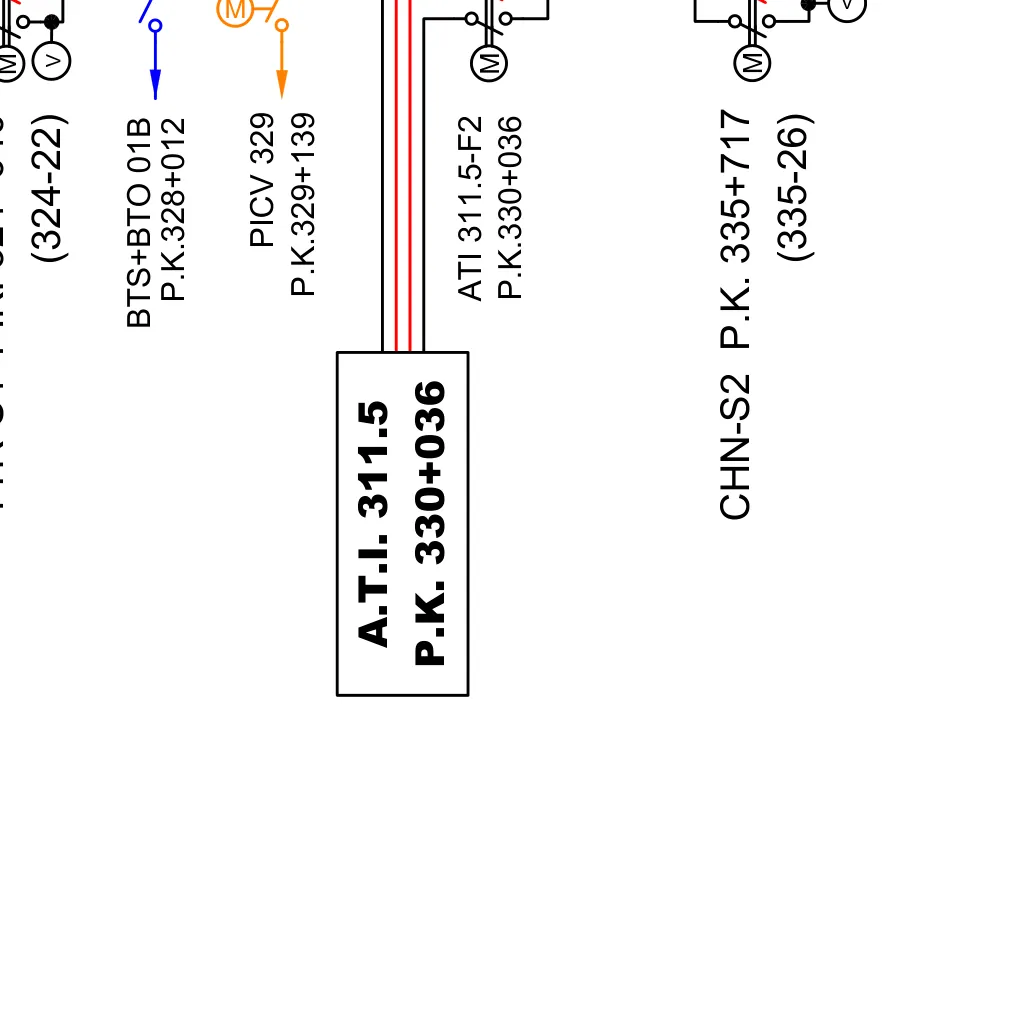 M
V
M
M
M
V
(324-22)
BTS+BTO 01B
P.K.328+012
PICV 329
P.K.329+139
ATI 311.5-F2
P.K.330+036
CHN-S2 P.K. 335+717
(335-26)
A.T.I. 311.5
P.K. 330+036